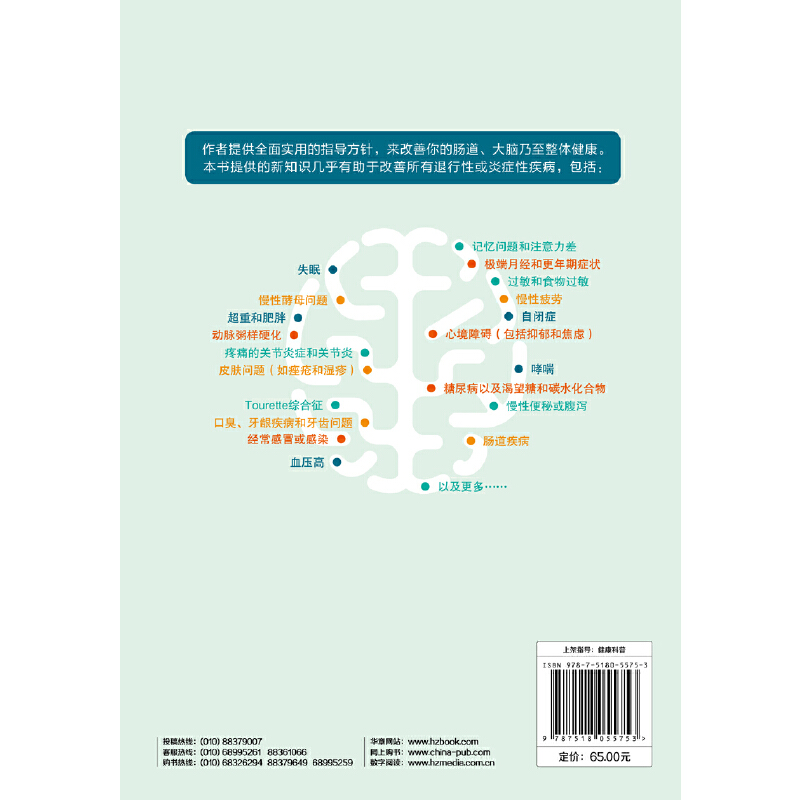 作者提供全面实用的指导方针，来改善你的肠道、大脑乃至整体健康。
本书提供的新知识几乎有助于改善所有退行性或炎症性疾病，包括：
失眠
慢性酵母问题
超重和肥胖
动脉粥样硬化
疼痛的关节炎症和关节炎
皮肤问题（如痤疮和湿疹）
Tourette综合征
口臭、牙龈疾病和牙齿问题
经常感冒或感染
血压高
记忆问题和注意力差
极端月经和更年期症状
过敏和食物过敏
慢性疲劳
自闭症
心境障碍（包括抑郁和焦虑）
哮喘
糖尿病以及渴望糖和碳水化合物
慢性便秘或腹泻
肠道疾病
以及更多……
投稿热线：(010) 88379007
客服热线：(010) 68995261 88361066
购书热线：(010) 68326294 88379649 68995259
华章网站：www.hzbook.com
网上购书：www.china-pub.com
数字阅读：www.hzmedia.com.cn
上架指导：健康科普
ISBN 978-7-5180-5575-3
9 787518 055753 >
定价：65.00元